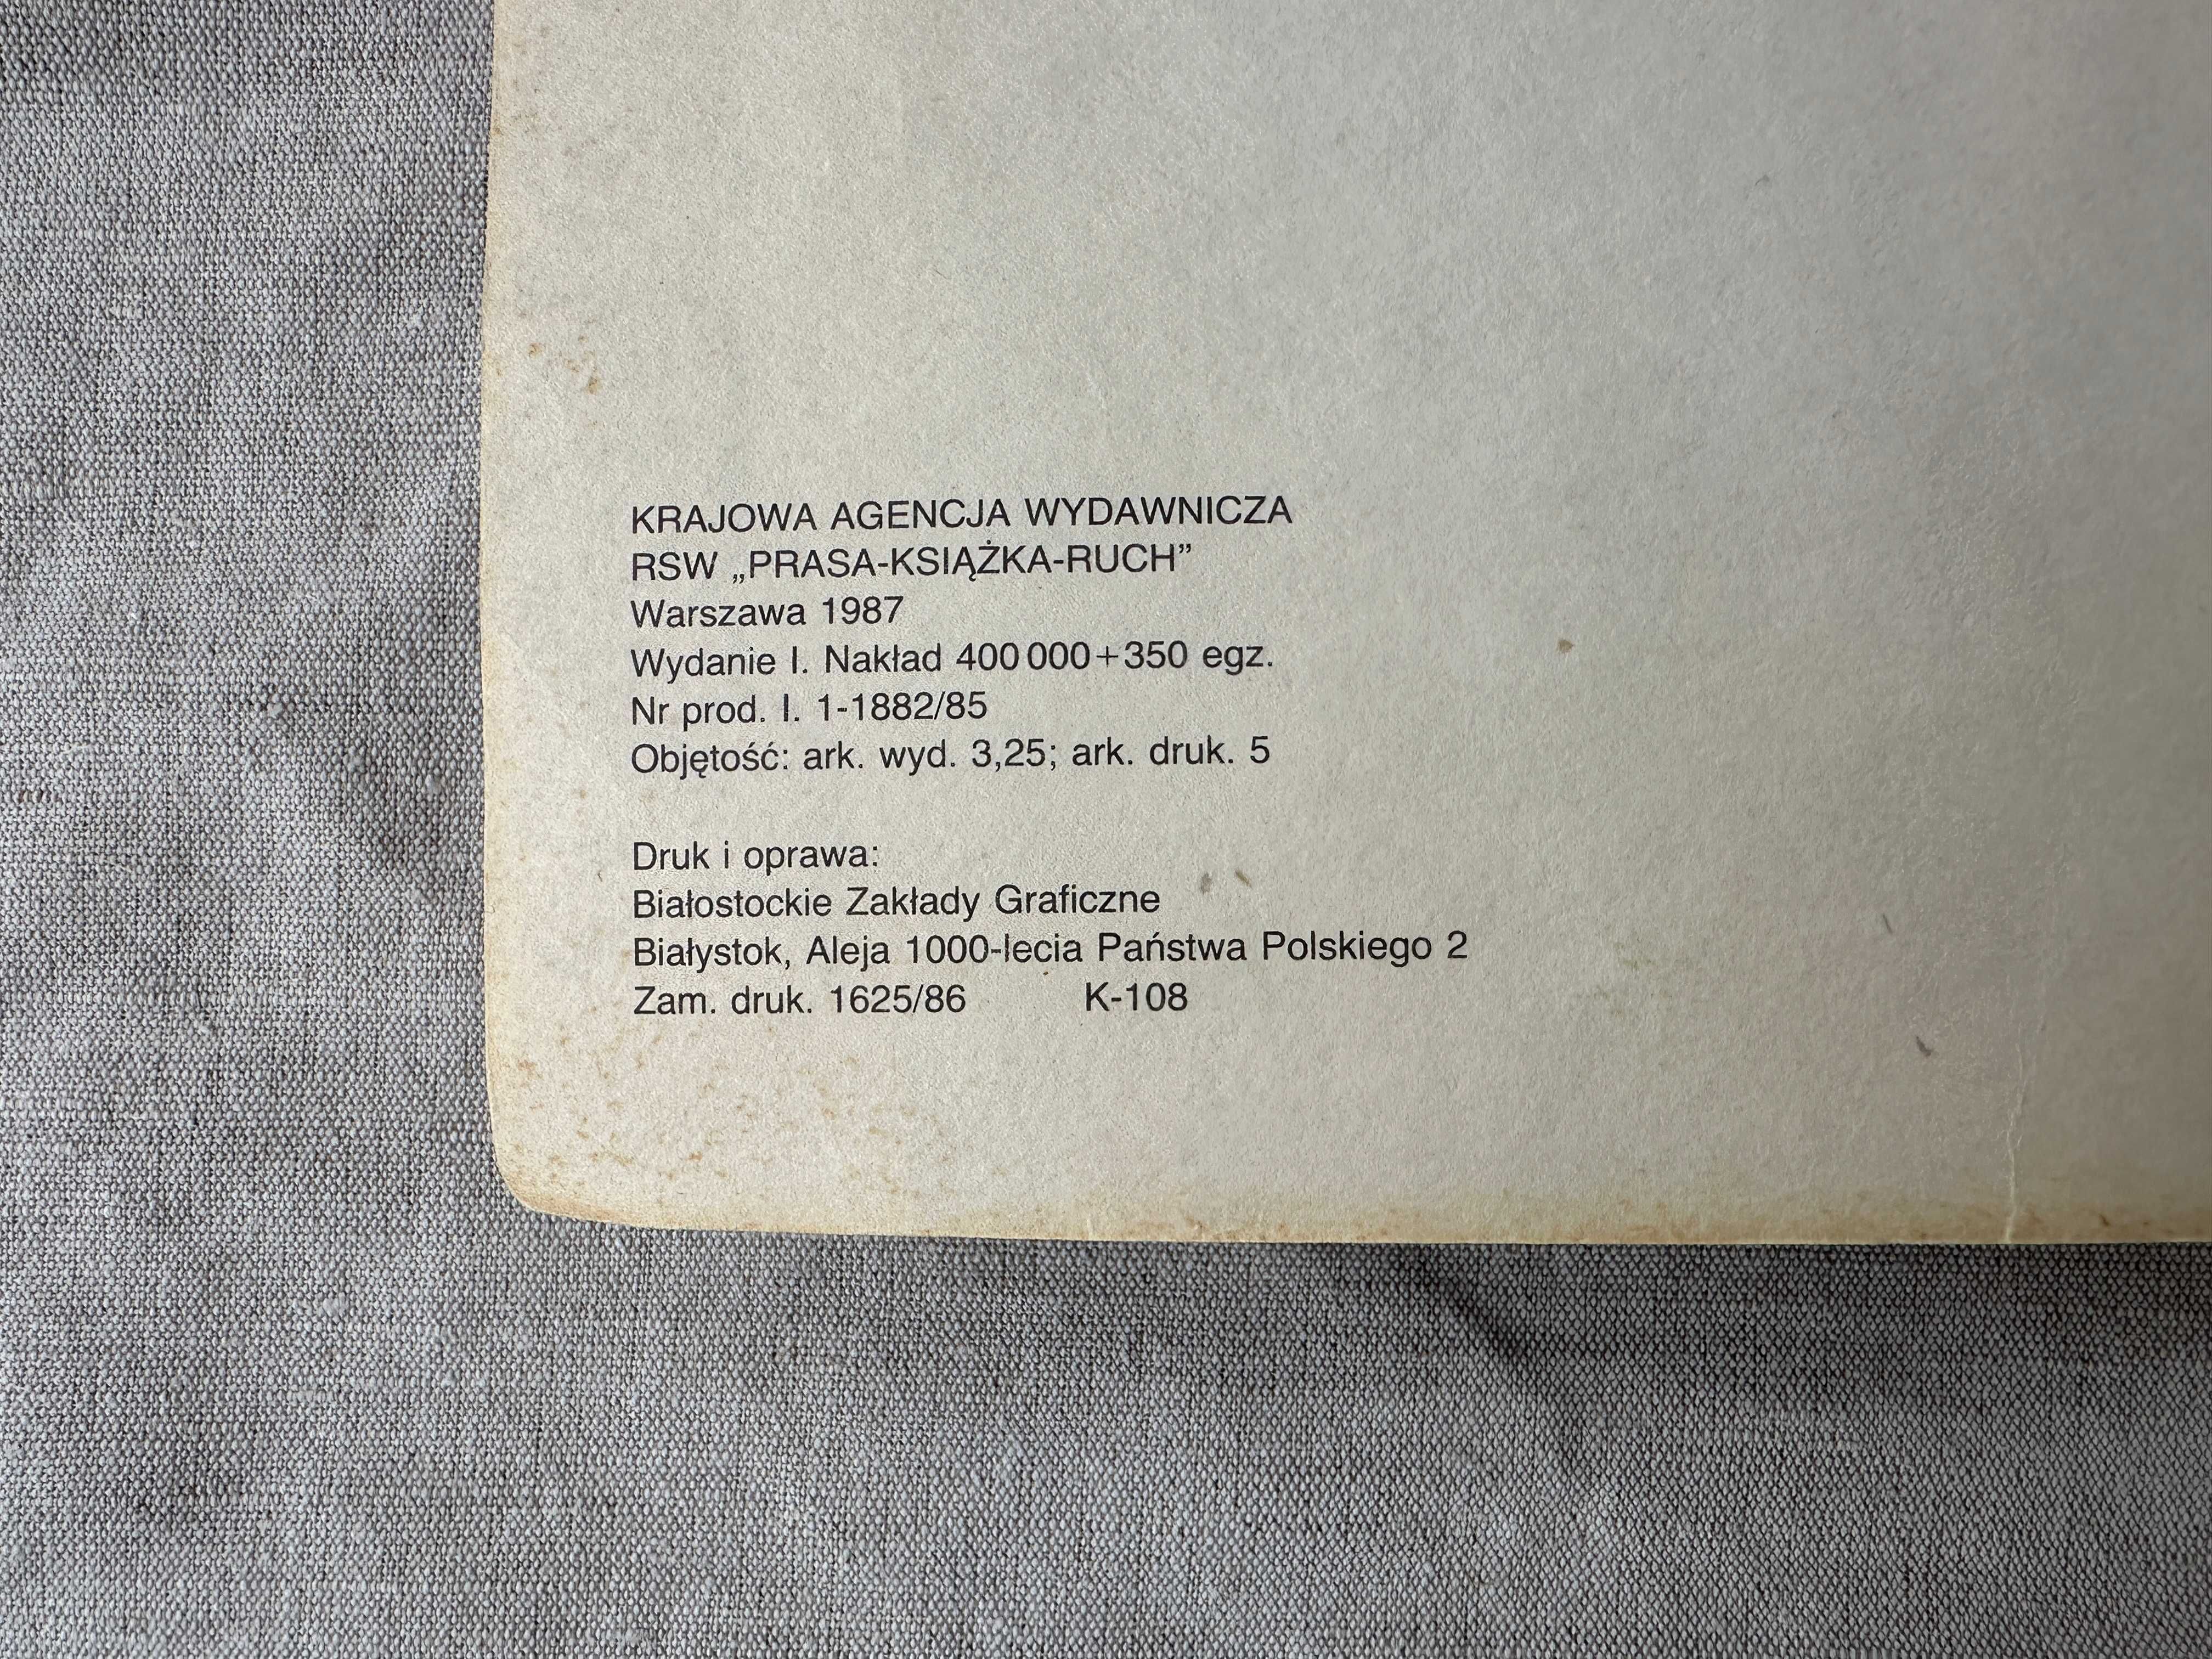 KRAJOWA AGENCJA WYDAWNICZA
RSW „PRASA-KSIĄŻKA-RUCH”
Warszawa 1987
Wydanie I. Nakład 400 000+350 egz.
Nr prod. I. 1-1882/85
Objętość: ark. wyd. 3,25; ark. druk. 5
Druk i oprawa:
Białostockie Zakłady Graficzne
Białystok, Aleja 1000-lecia Państwa Polskiego 2
Zam. druk. 1625/86 K-108